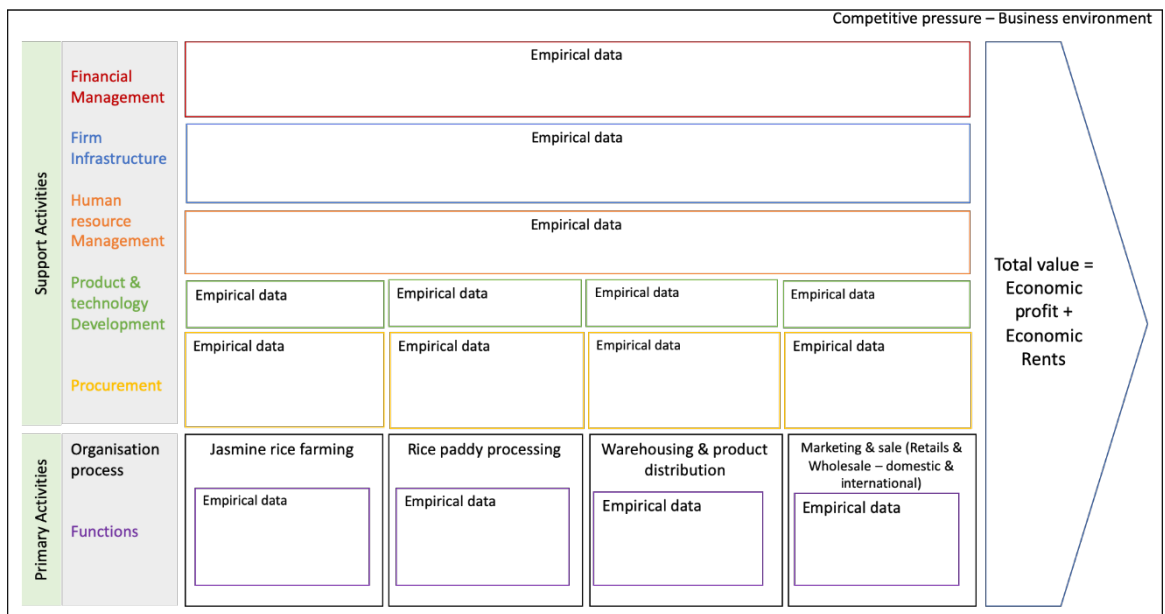 Competitive pressure – Business environment
Support Activities
Financial
Management
Empirical data
Firm
Infrastructure
Empirical data
Human
resource
Management
Empirical data
Product &
technology
Development
Empirical data
Empirical data
Empirical data
Empirical data
Procurement
Empirical data
Empirical data
Empirical data
Empirical data
Total value =
Economic
profit +
Economic
Rents
Primary Activities
Organisation
process
Jasmine rice farming
Rice paddy processing
Warehousing & product
distribution
Marketing & sale (Retails &
Wholesale – domestic &
international)
Functions
Empirical data
Empirical data
Empirical data
Empirical data